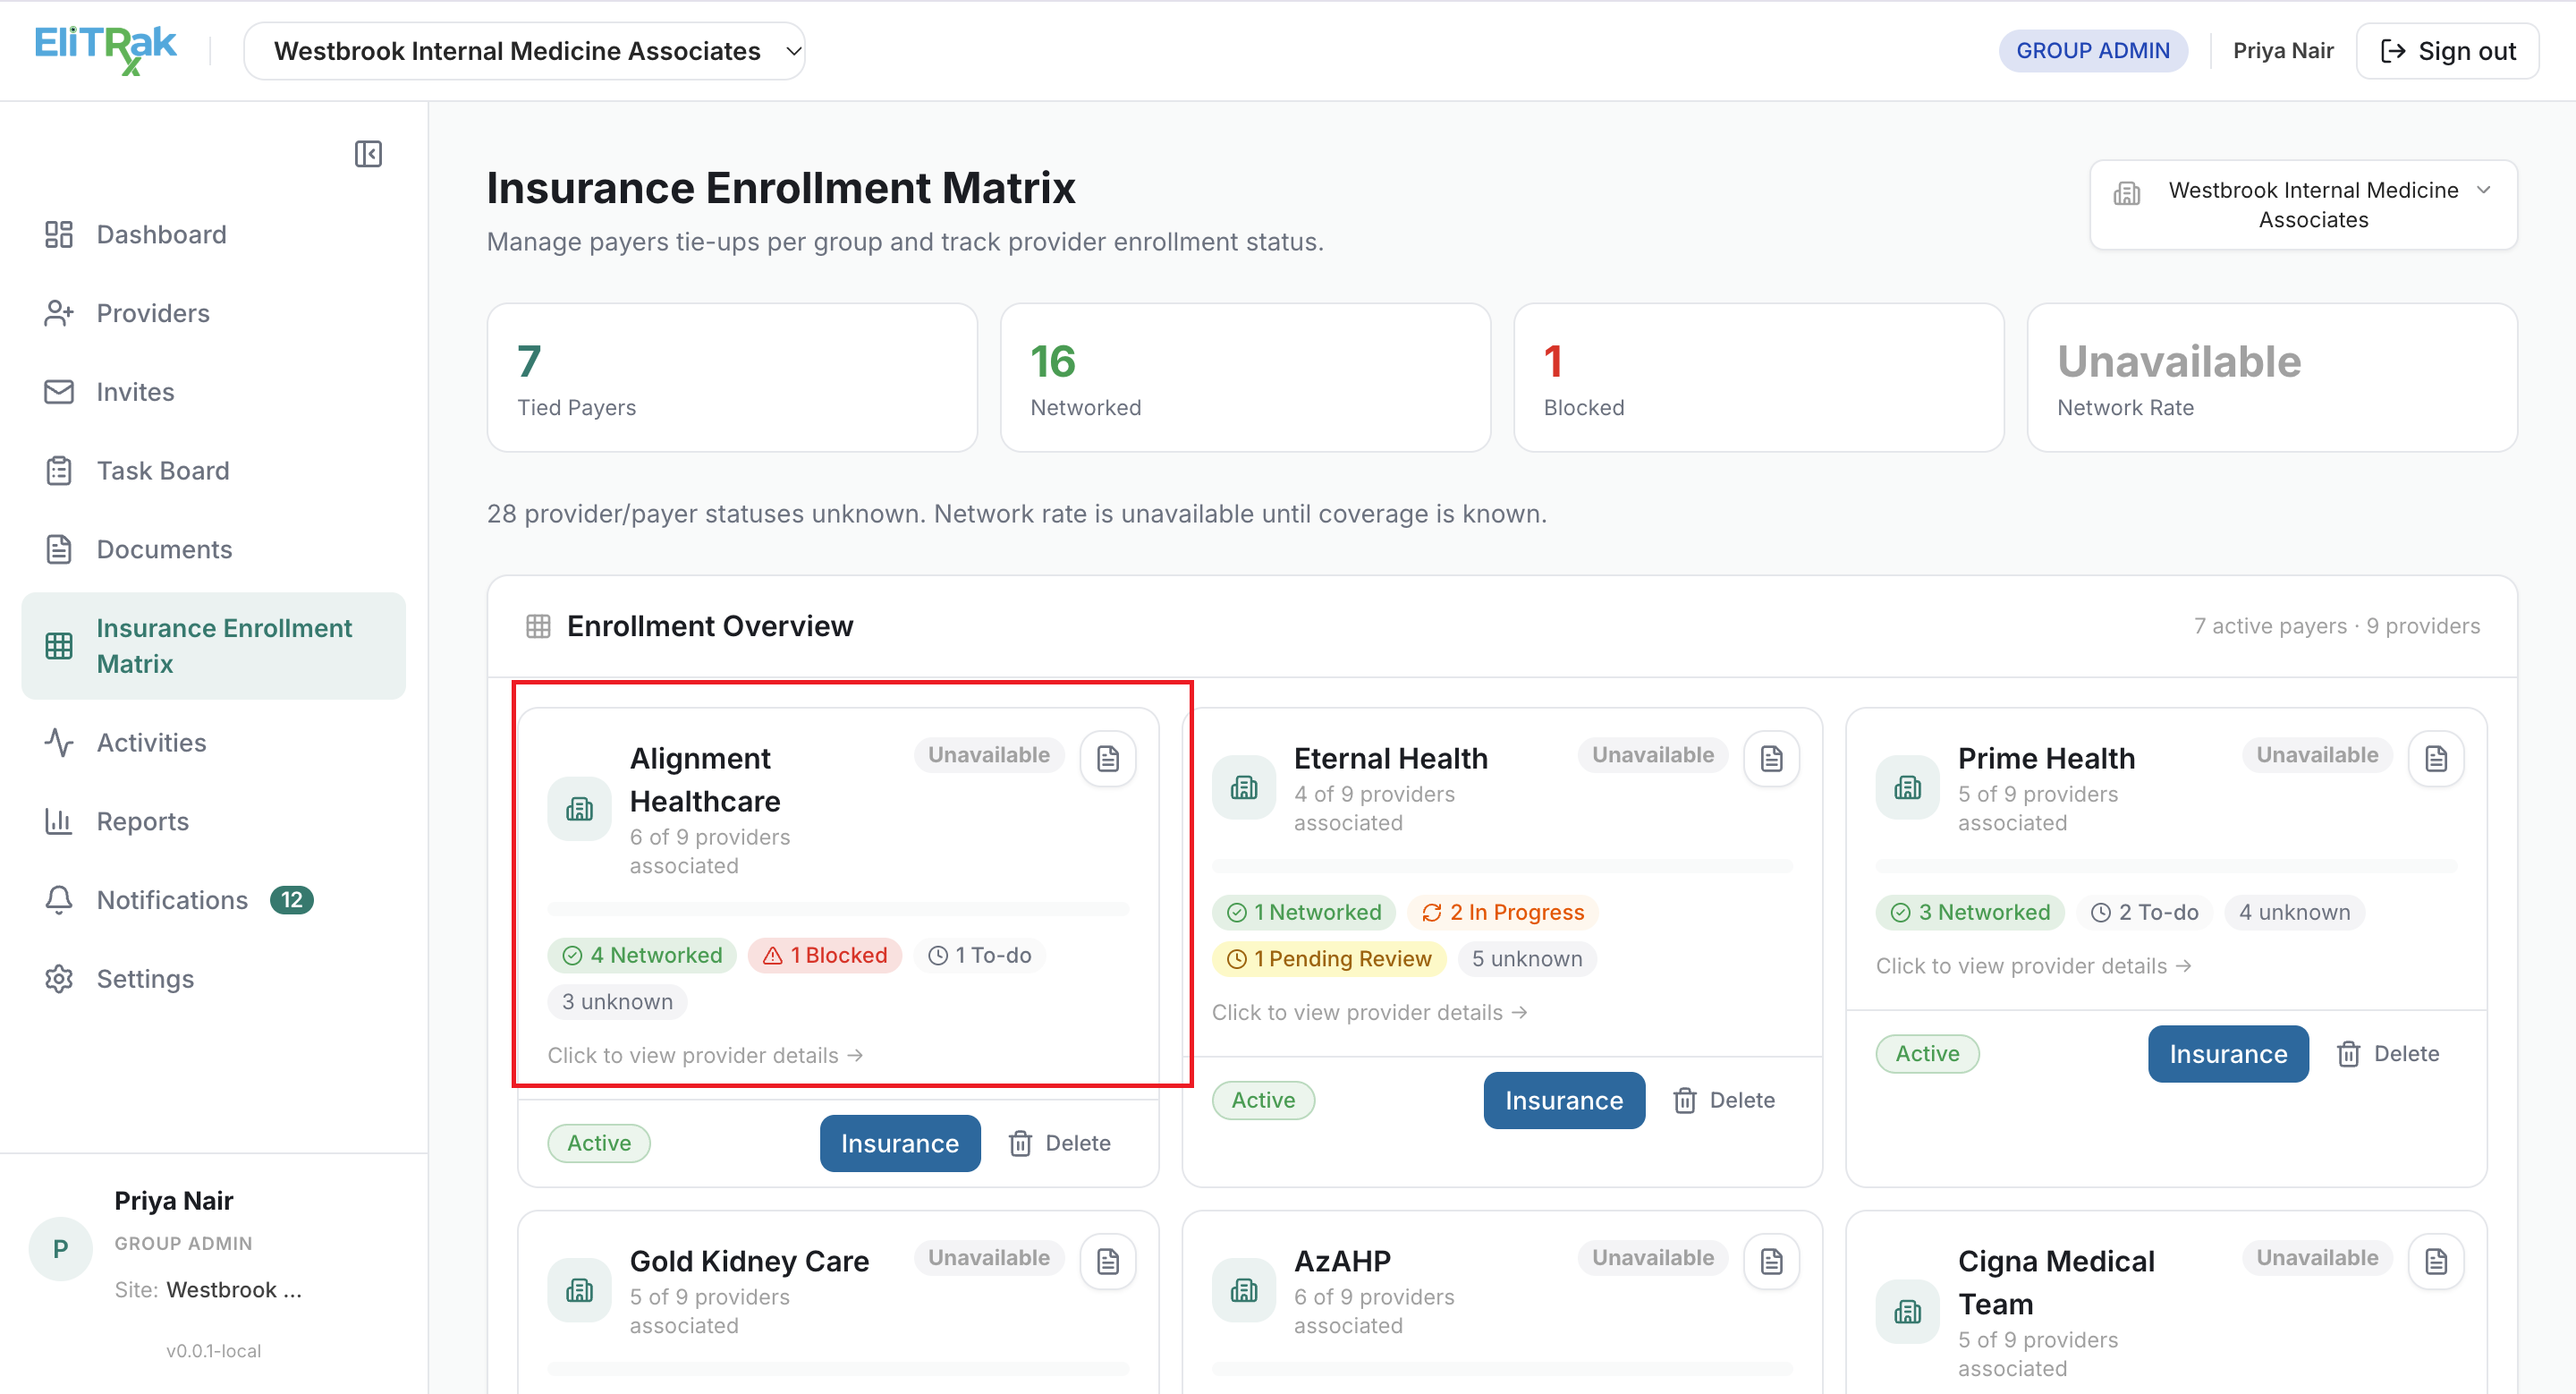 EliTRak
x
Westbrook Internal Medicine Associates
GROUP ADMIN
Priya Nair
Sign out
Dashboard
Providers
Invites
Task Board
Documents
Insurance Enrollment
Matrix
Activities
Reports
Notifications 12
Settings
Priya Nair
P
GROUP ADMIN
Site: Westbrook ...
v0.0.1-local
Insurance Enrollment Matrix
Manage payers tie-ups per group and track provider enrollment status.
Westbrook Internal Medicine
Associates
7
Tied Payers
16
Networked
1
Blocked
Unavailable
Network Rate
28 provider/payer statuses unknown. Network rate is unavailable until coverage is known.
Enrollment Overview
7 active payers · 9 providers
Alignment
Healthcare
Unavailable
6 of 9 providers
associated
4 Networked
1 Blocked
1 To-do
3 unknown
Click to view provider details →
Active
Insurance
Delete
Eternal Health
Unavailable
4 of 9 providers
associated
1 Networked
2 In Progress
1 Pending Review
5 unknown
Click to view provider details →
Active
Insurance
Delete
Prime Health
Unavailable
5 of 9 providers
associated
3 Networked
2 To-do
4 unknown
Click to view provider details →
Active
Insurance
Delete
Gold Kidney Care
Unavailable
5 of 9 providers
associated
AzAHP
Unavailable
6 of 9 providers
associated
Cigna Medical
Team
Unavailable
5 of 9 providers
associated